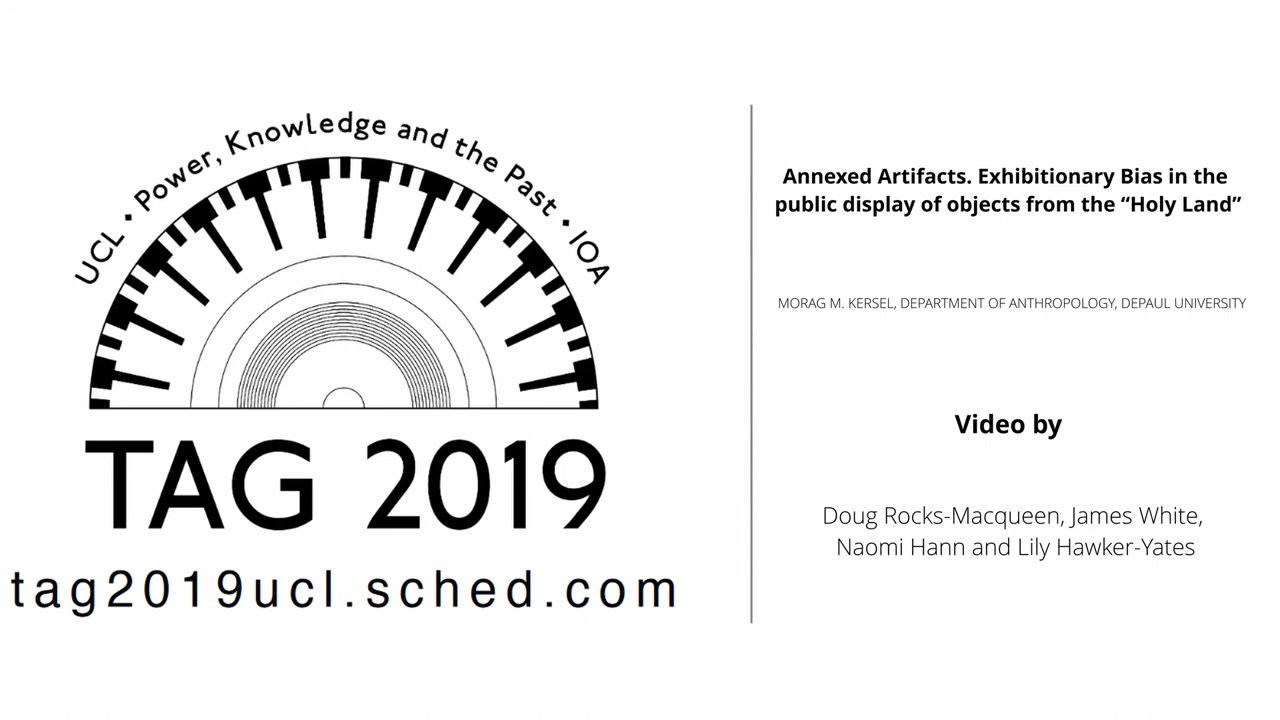 UCL • Power, Knowledge and the Past • IOA
TAG 2019
tag2019ucl.sched.com
Annexed Artifacts. Exhibitionary Bias in the
public display of objects from the “Holy Land”
MORAG M. KERSEL, DEPARTMENT OF ANTHROPOLOGY, DEPAUL UNIVERSITY
Video by
Doug Rocks-Macqueen, James White,
Naomi Hann and Lily Hawker-Yates